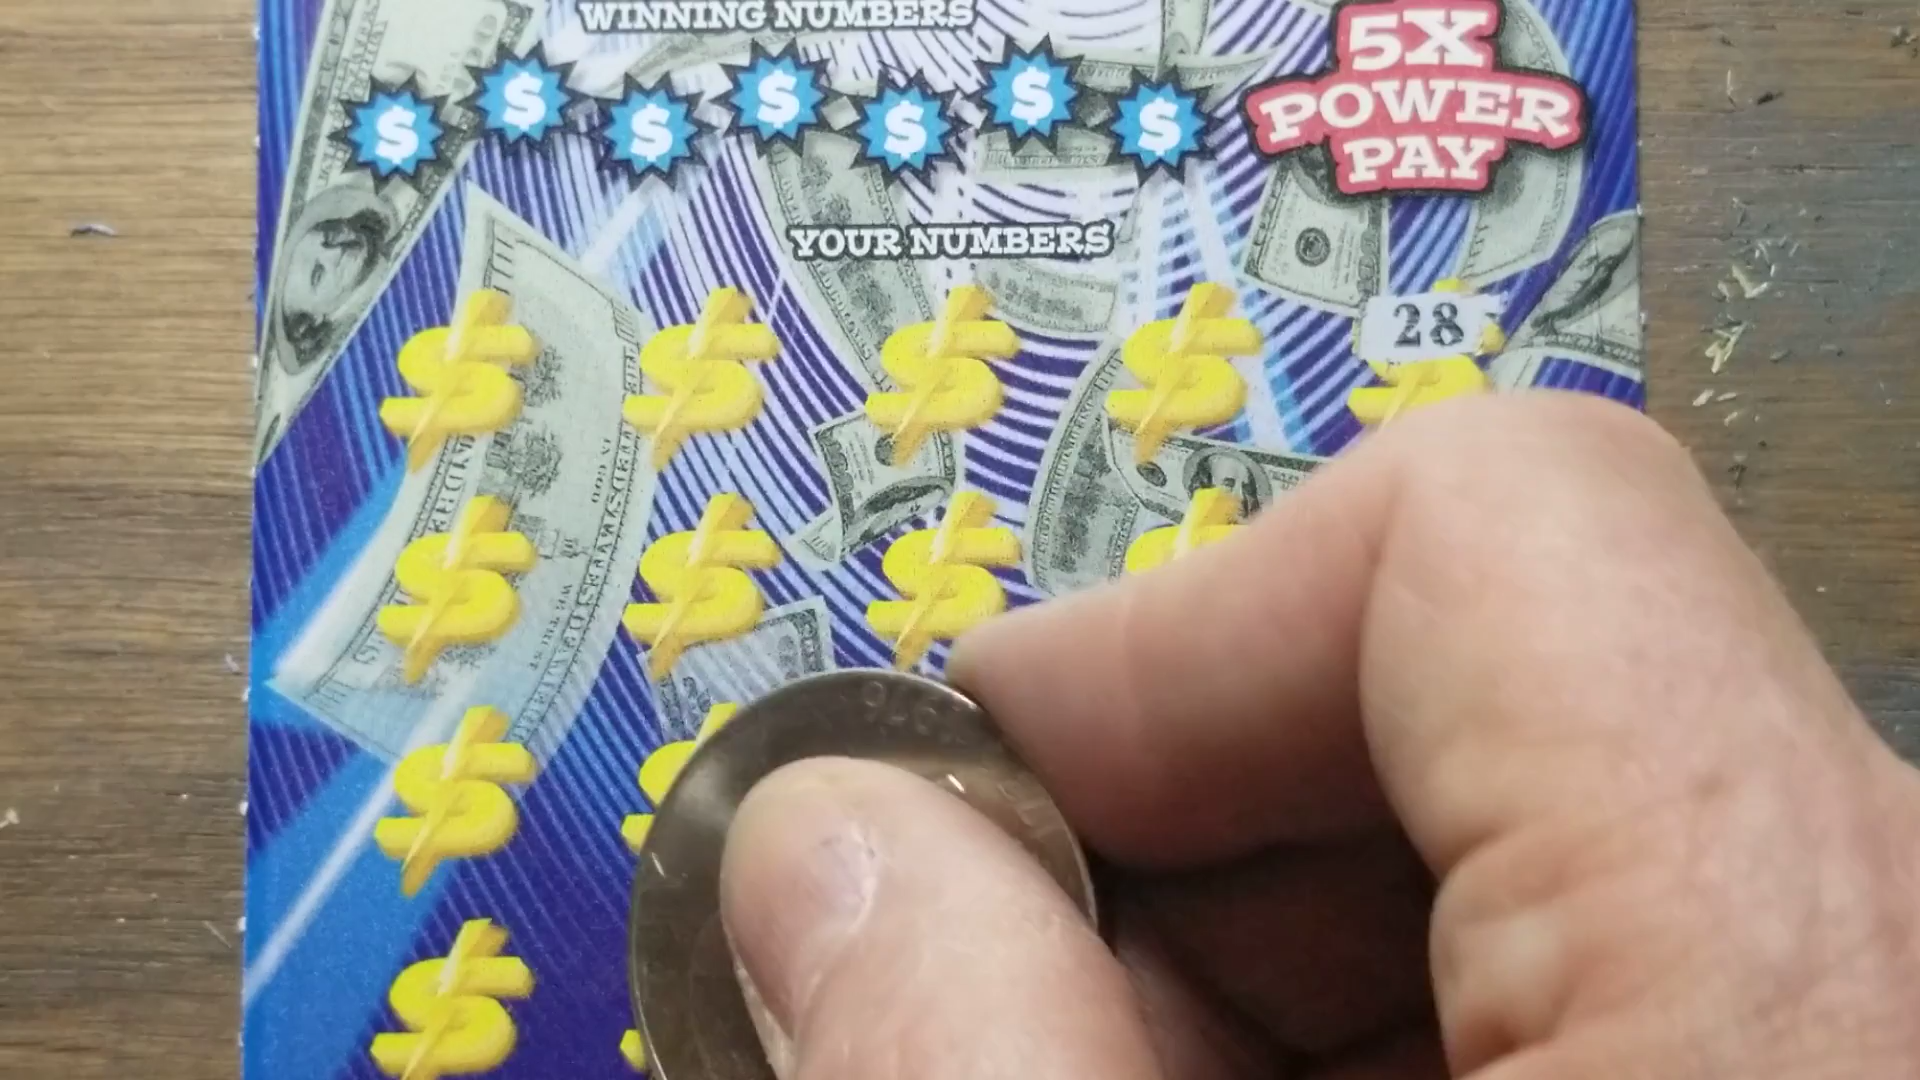 WINNING NUMBERS
$ $ $ $ $ $ $
5X
POWER
PAY
YOUR NUMBERS
$ $ $ $ 28
$ $ $ $
$
$